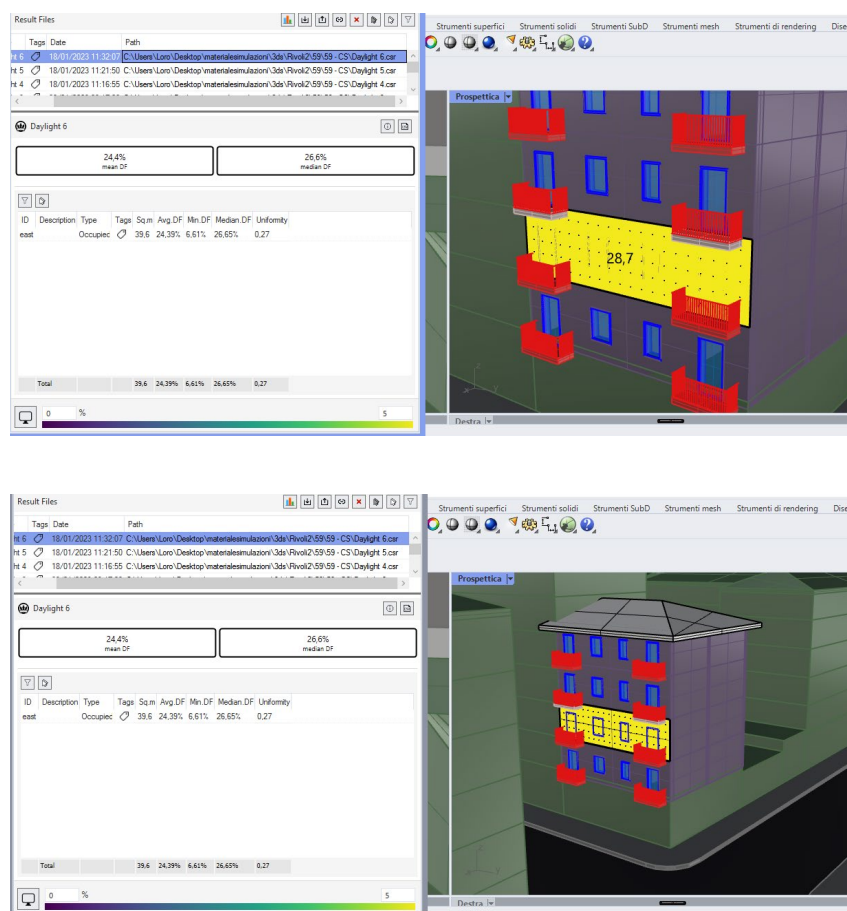 Result Files
Tags Date Path
ht 6 18/01/2023 11:32:07 C:\Users\Loro\Desktop\materialesimulazioni\3ds\Rivoli2\59\59 - CS\Daylight 6.csr
ht 5 18/01/2023 11:21:50 C:\Users\Loro\Desktop\materialesimulazioni\3ds\Rivoli2\59\59 - CS\Daylight 5.csr
ht 4 18/01/2023 11:16:55 C:\Users\Loro\Desktop\materialesimulazioni\3ds\Rivoli2\59\59 - CS\Daylight 4.csr
Daylight 6
24,4% 26,6%
mean DF median DF
ID Description Type Tags Sq.m Avg.DF Min.DF Median.DF Uniformity
east Occupiec 39,6 24,39% 6,61% 26,65% 0,27
Total 39,6 24,39% 6,61% 26,65% 0,27
0 % 5
Strumenti superfici Strumenti solidi Strumenti SubD Strumenti mesh Strumenti di rendering Dise
Prospettica
28,7
z
x y
Destra
Result Files
Tags Date Path
ht 6 18/01/2023 11:32:07 C:\Users\Loro\Desktop\materialesimulazioni\3ds\Rivoli2\59\59 - CS\Daylight 6.csr
ht 5 18/01/2023 11:21:50 C:\Users\Loro\Desktop\materialesimulazioni\3ds\Rivoli2\59\59 - CS\Daylight 5.csr
ht 4 18/01/2023 11:16:55 C:\Users\Loro\Desktop\materialesimulazioni\3ds\Rivoli2\59\59 - CS\Daylight 4.csr
Daylight 6
24,4% 26,6%
mean DF median DF
ID Description Type Tags Sq.m Avg.DF Min.DF Median.DF Uniformity
east Occupiec 39,6 24,39% 6,61% 26,65% 0,27
Total 39,6 24,39% 6,61% 26,65% 0,27
0 % 5
Strumenti superfici Strumenti solidi Strumenti SubD Strumenti mesh Strumenti di rendering Dise
Prospettica
Destra